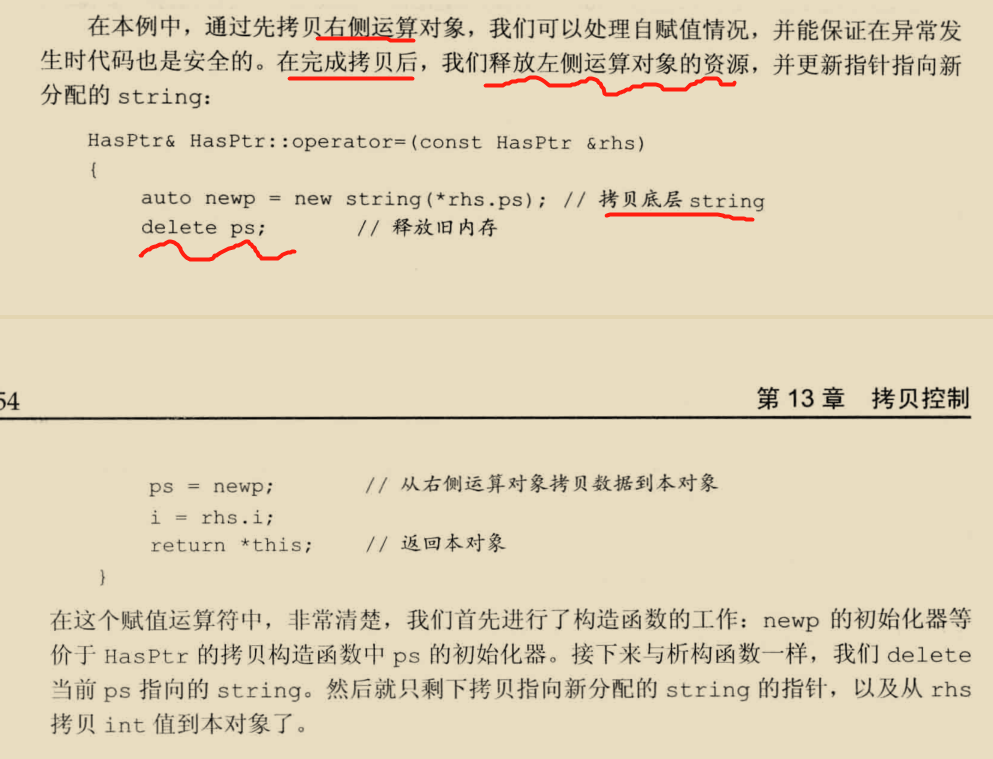 在本例中，通过先拷贝右侧运算对象，我们可以处理自赋值情况，并能保证在异常发
生时代码也是安全的。在完成拷贝后，我们释放左侧运算对象的资源，并更新指针指向新
分配的 string：
HasPtr& HasPtr::operator=(const HasPtr &rhs)
{
auto newp = new string(*rhs.ps); // 拷贝底层 string
delete ps; // 释放旧内存
54 第 13 章 拷贝控制
ps = newp; // 从右侧运算对象拷贝数据到本对象
i = rhs.i;
return *this; // 返回本对象
}
在这个赋值运算符中，非常清楚，我们首先进行了构造函数的工作：newp 的初始化器等
价于 HasPtr 的拷贝构造函数中 ps 的初始化器。接下来与析构函数一样，我们 delete
当前 ps 指向的 string。然后就只剩下拷贝指向新分配的 string 的指针，以及从 rhs
拷贝 int 值到本对象了。